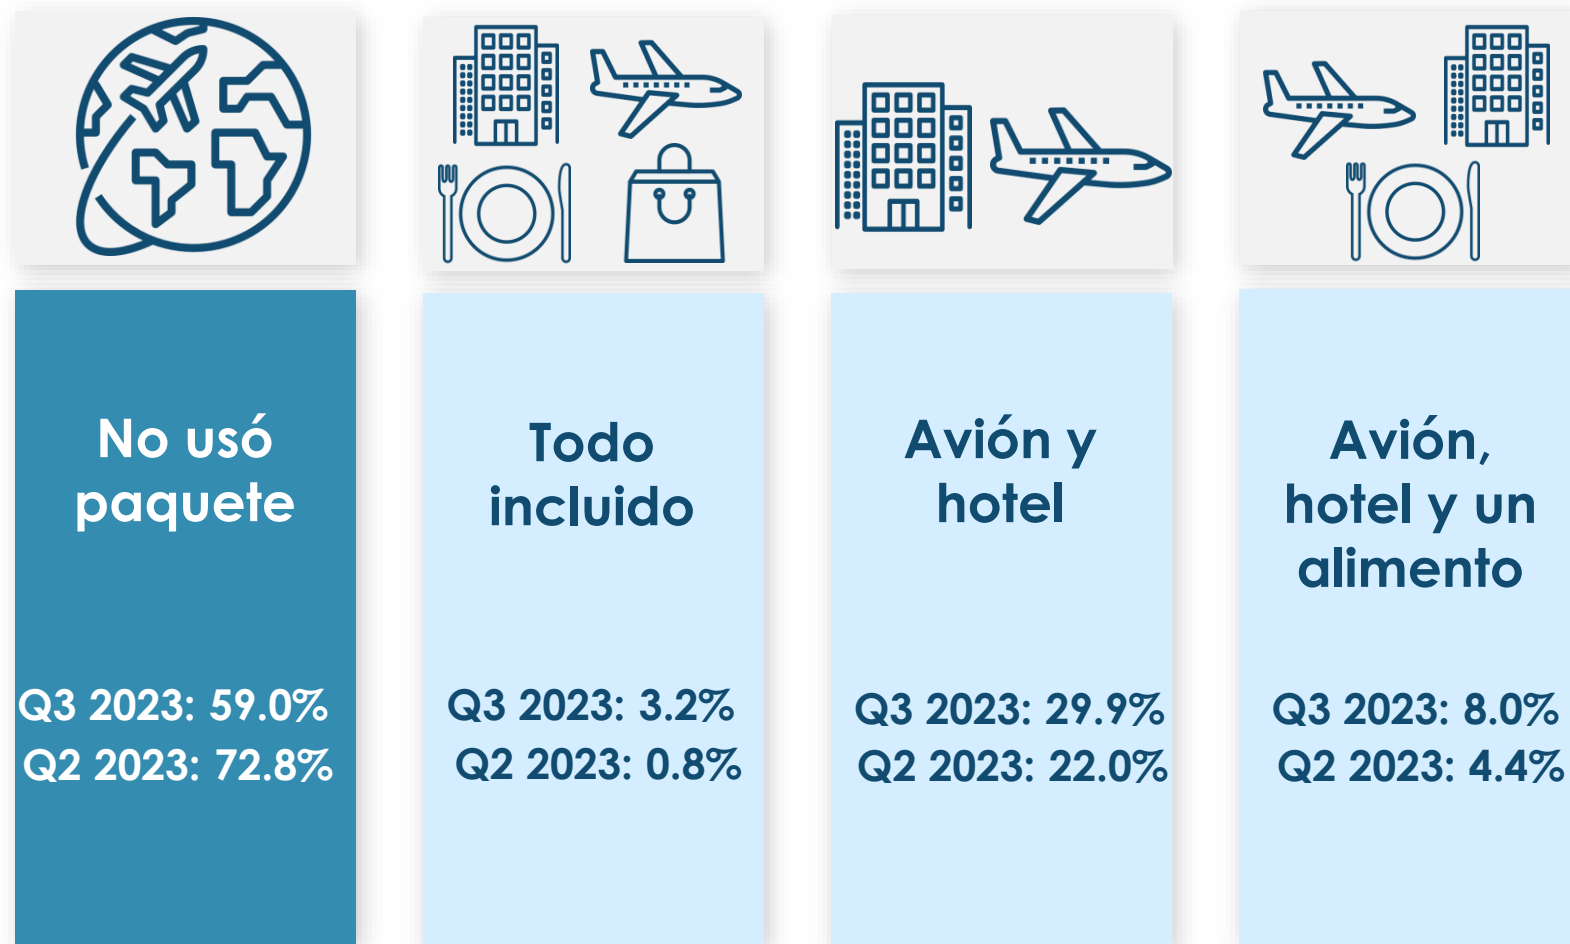 No usó
paquete
Q3 2023: 59.0%
Q2 2023: 72.8%
Todo
incluido
Q3 2023: 3.2%
Q2 2023: 0.8%
Avión y
hotel
Q3 2023: 29.9%
Q2 2023: 22.0%
Avión,
hotel y un
alimento
Q3 2023: 8.0%
Q2 2023: 4.4%